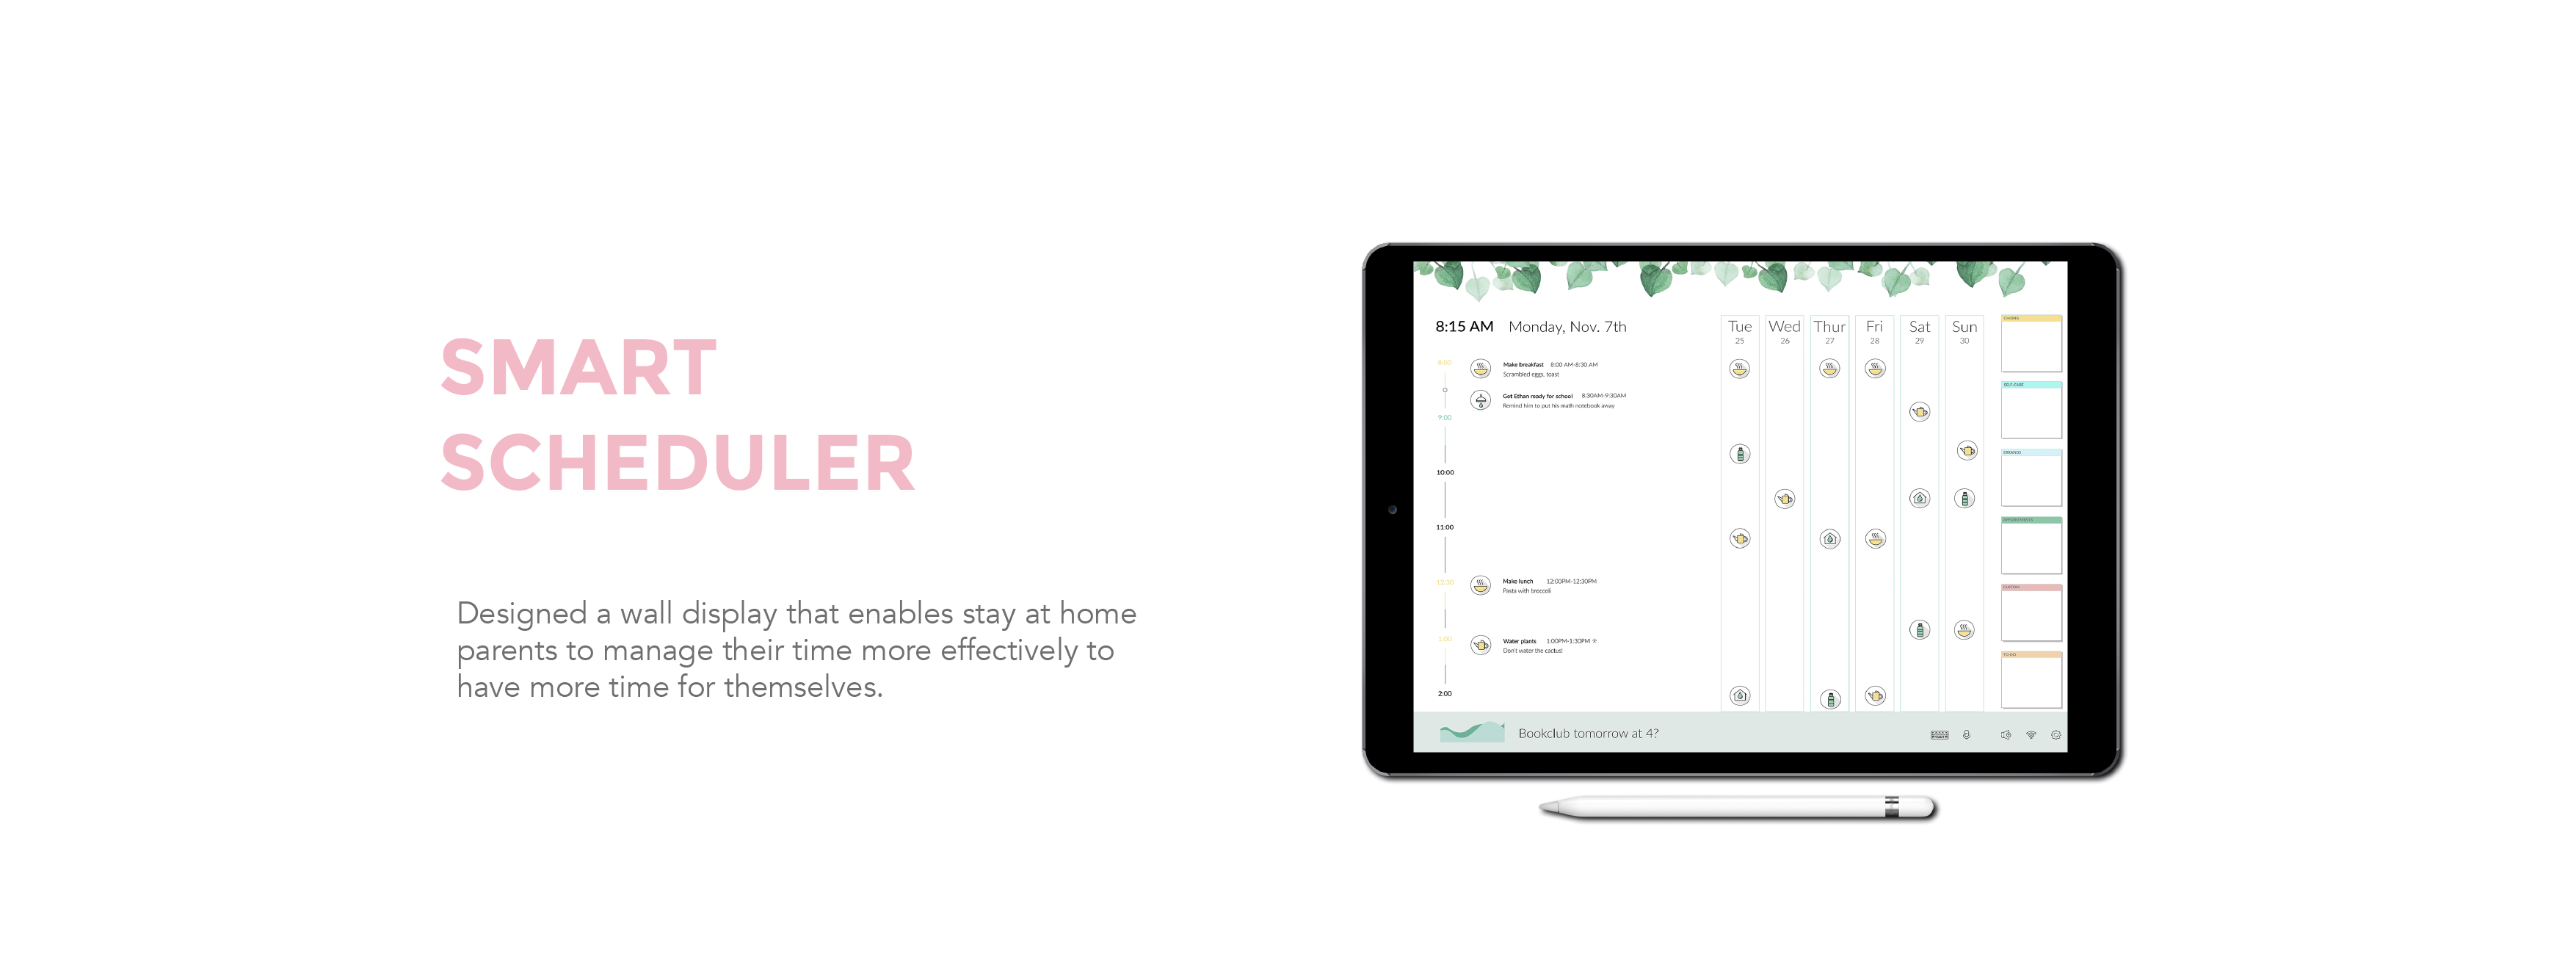 SMART
SCHEDULER
Designed a wall display that enables stay at home
parents to manage their time more effectively to
have more time for themselves.
8:15 AM Monday, Nov. 7th
8:00
Make breakfast 8:00 AM-8:30 AM
Scrambled eggs, toast
Get Ethan ready for school 8:30AM-9:30AM
Remind him to put his math notebook away
9:00
10:00
11:00
12:30
Make lunch 12:00PM-12:30PM
Pasta with broccoli
1:00
Water plants 1:00PM-1:30PM
Don't water the cactus!
2:00
Tue Wed Thur Fri Sat Sun
25 26 27 28 29 30
CHORES
SELF-CARE
ERRANDS
APPOINTMENTS
CUSTOM
TO-DO
Bookclub tomorrow at 4?